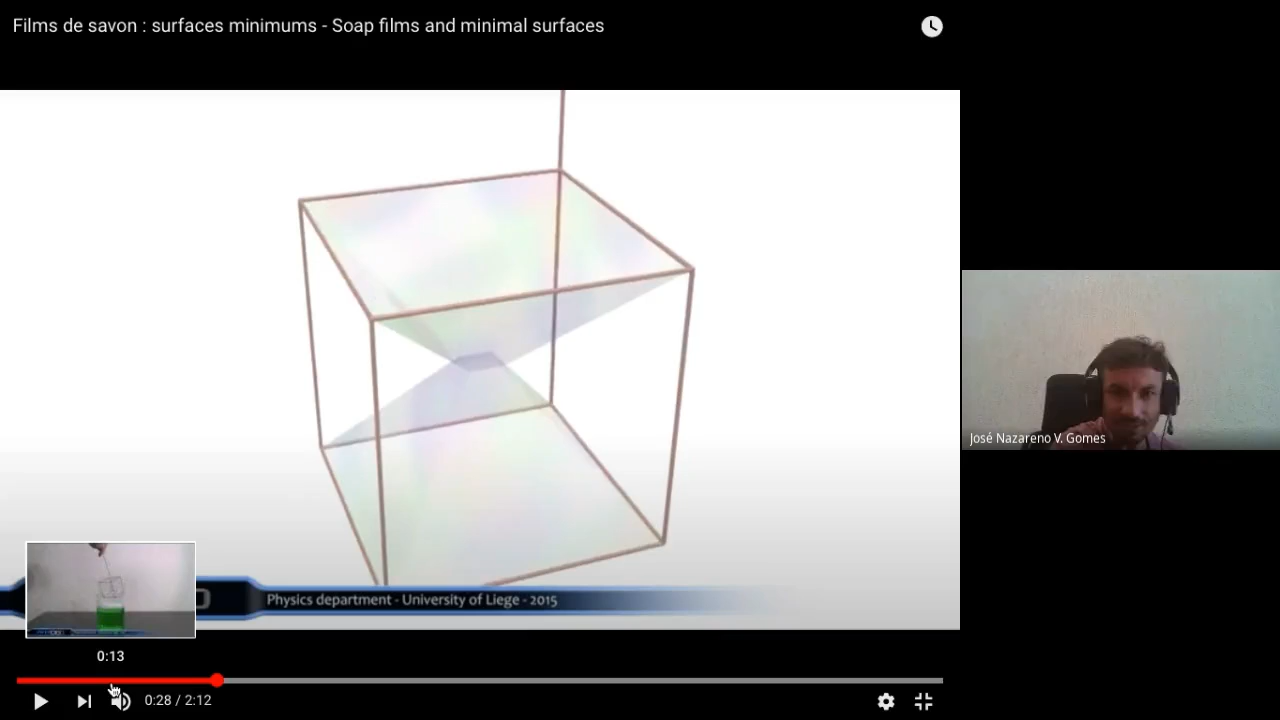 Films de savon : surfaces minimums - Soap films and minimal surfaces
José Nazareno V. Gomes
Physics department - University of Liege - 2015
0:13
0:28 / 2:12